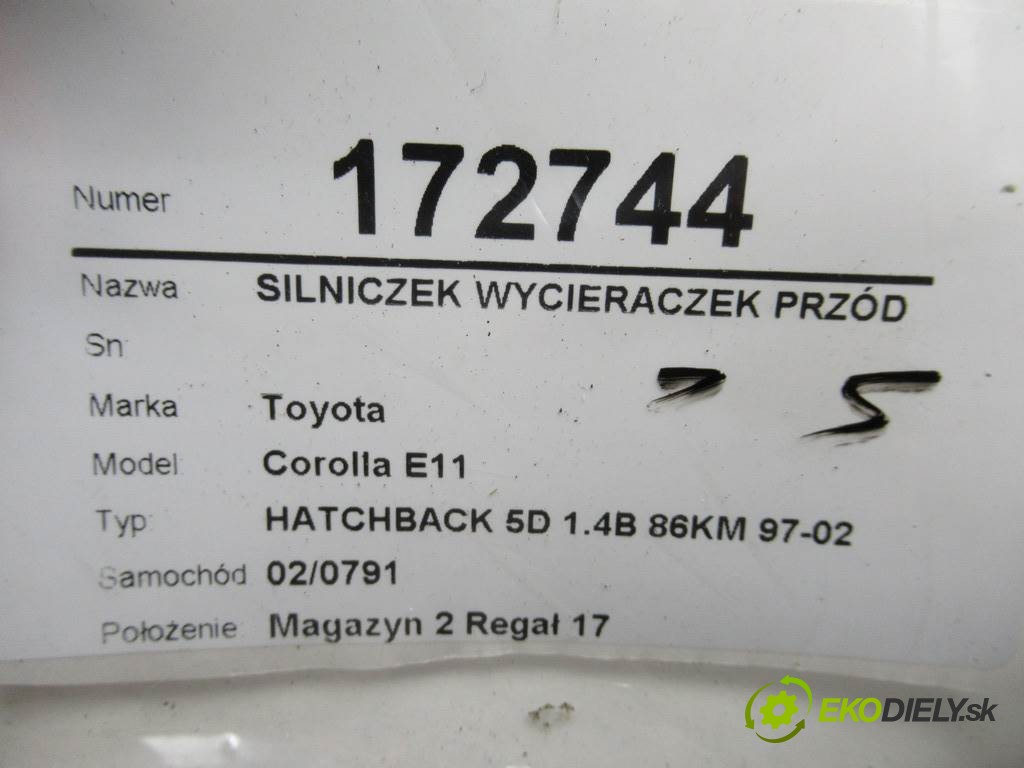 Numer 172744
Nazwa SILNICZEK WYCIERACZEK PRZÓD
Sn
Marka Toyota
Model Corolla E11
Typ HATCHBACK 5D 1.4B 86KM 97-02
Samochód 02/0791
Położenie Magazyn 2 Regał 17
EKODIELY.sk